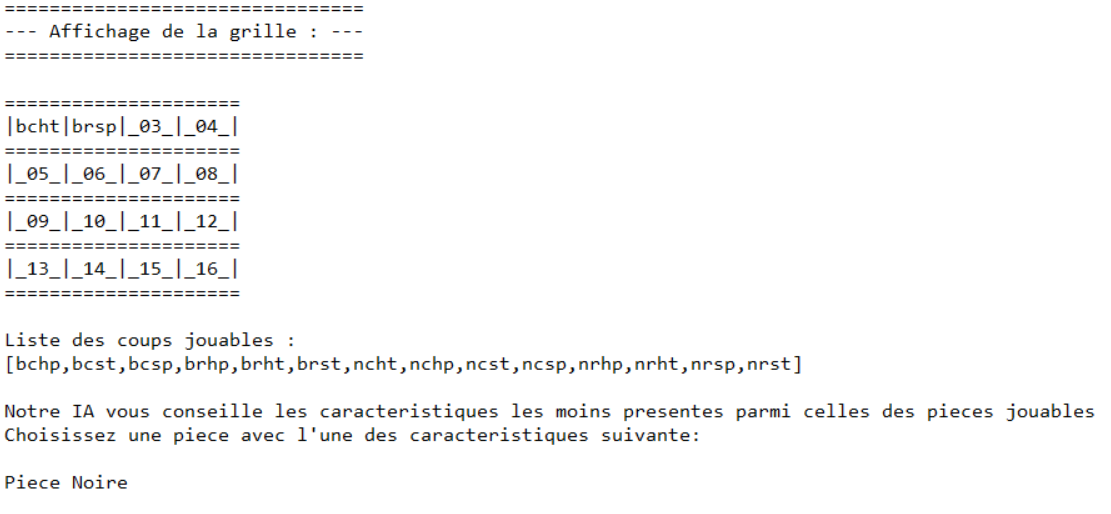 ================================
--- Affichage de la grille : ---
================================
=====================
|bcht|brsp|_03_|_04_|
=====================
|_05_|_06_|_07_|_08_|
=====================
|_09_|_10_|_11_|_12_|
=====================
|_13_|_14_|_15_|_16_|
=====================
Liste des coups jouables :
[bchp,bcst,bcsp,brhp,brht,brst,ncht,nchp,ncst,ncsp,nrhp,nrht,nrsp,nrst]
Notre IA vous conseille les caracteristiques les moins presentes parmi celles des pieces jouables
Choisissez une piece avec l'une des caracteristiques suivante:
Piece Noire